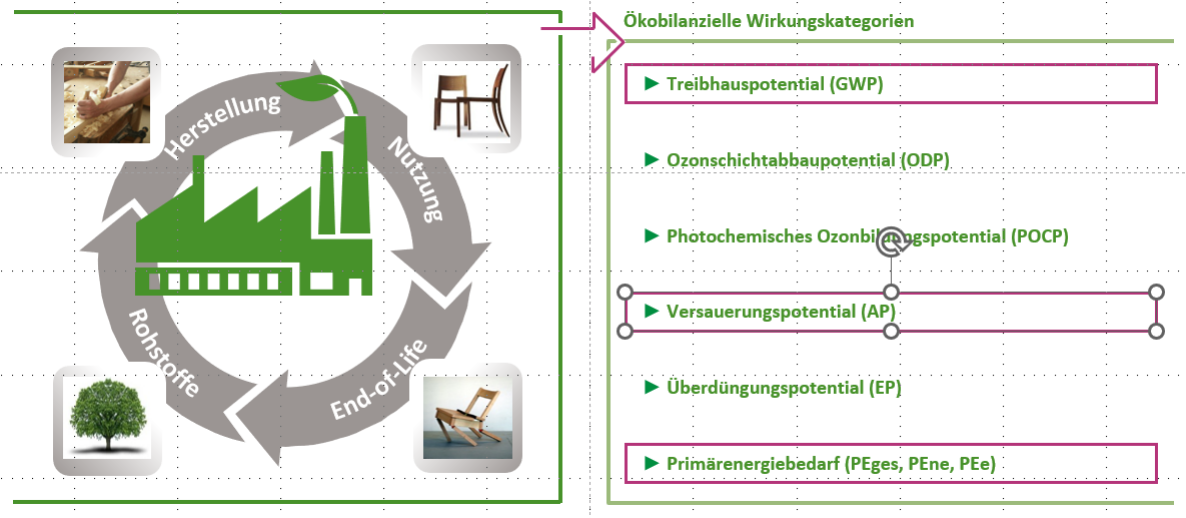 Ökobilanzielle Wirkungskategorien
Herstellung
Nutzung
End-of-Life
Rohstoffe
► Treibhauspotential (GWP)
► Ozonschichtabbaupotential (ODP)
► Photochemisches Ozonbildungspotential (POCP)
► Versauerungspotential (AP)
► Überdüngungspotential (EP)
► Primärenergiebedarf (PEges, PEne, PEe)